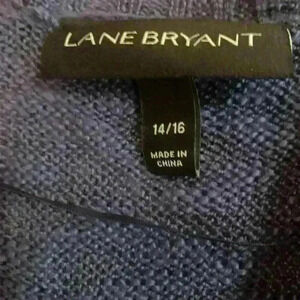 LANE BRYANT
14/16
MADE IN
CHINA